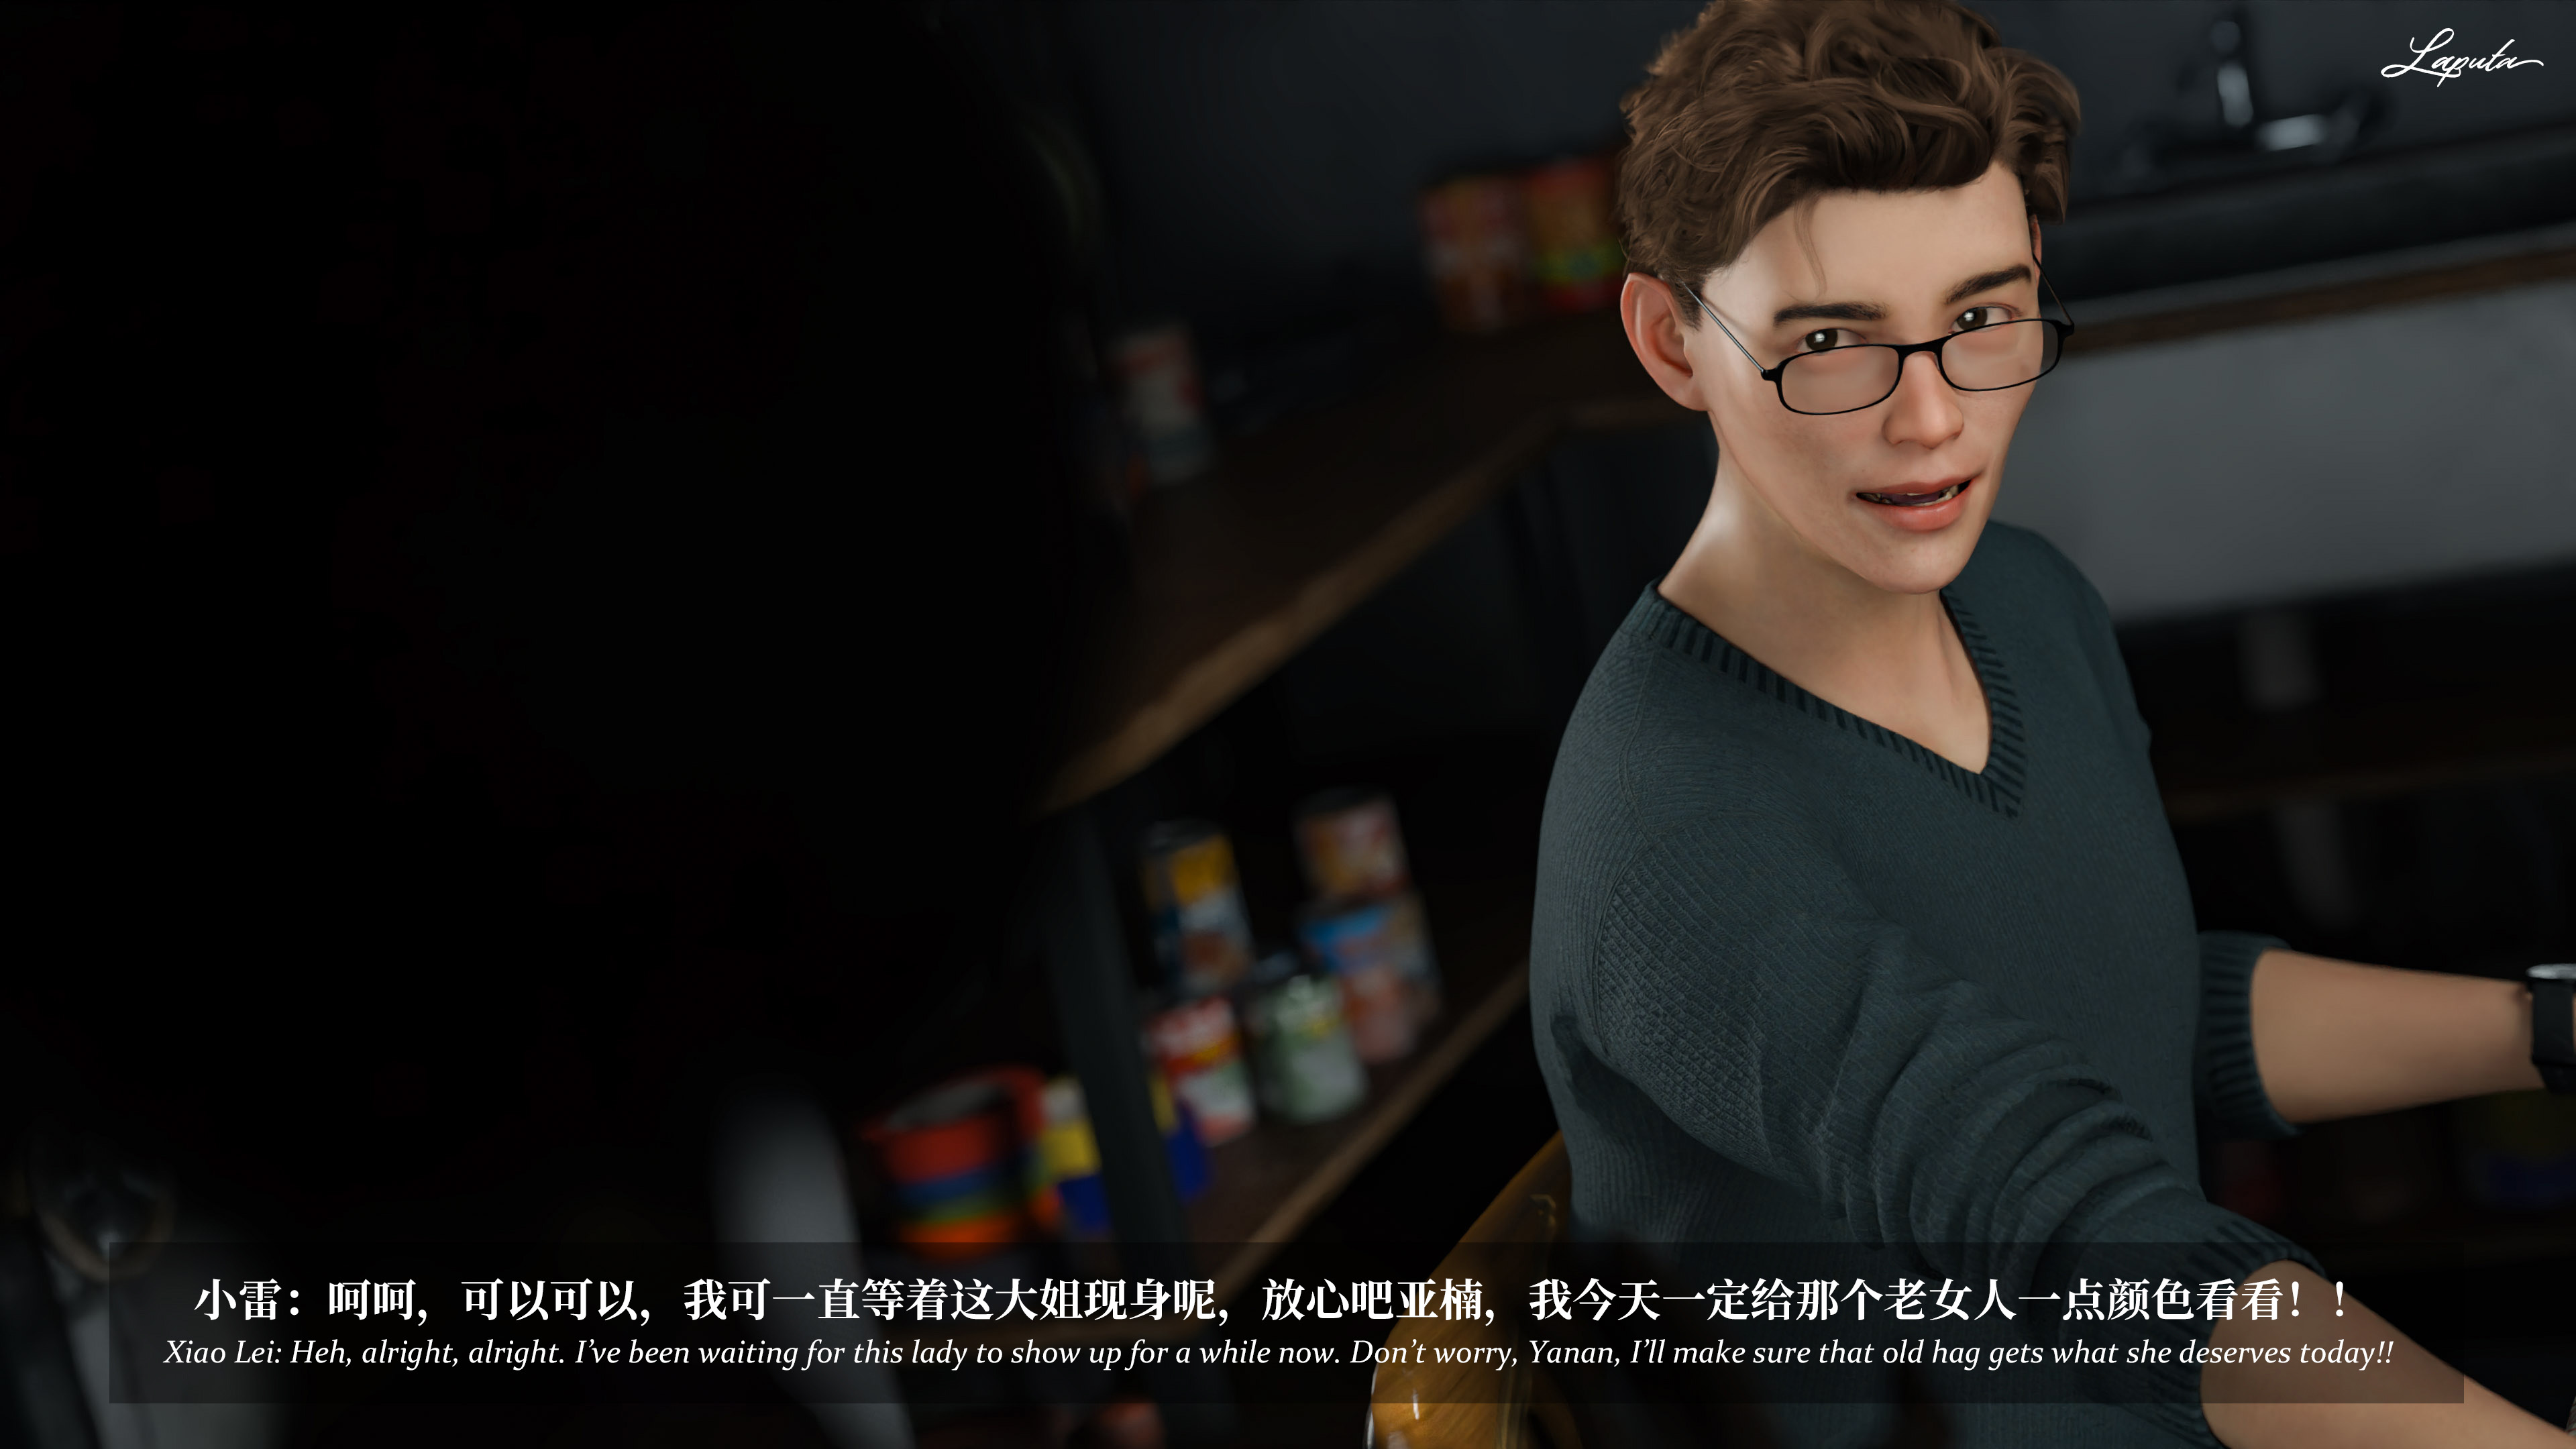 Laputa
小雷：呵呵，可以可以，我可一直等着这大姐现身呢，放心吧亚楠，我今天一定给那个老女人一点颜色看看！！
Xiao Lei: Heh, alright, alright. I’ve been waiting for this lady to show up for a while now. Don’t worry, Yanan, I’ll make sure that old hag gets what she deserves today!!